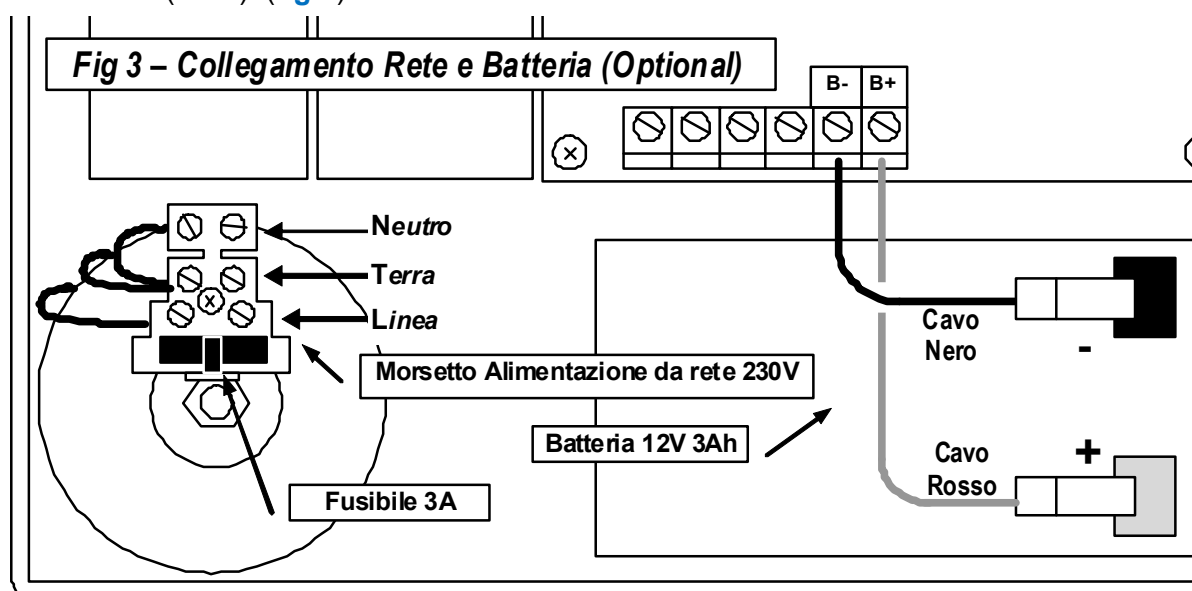 Fig 3 – Collegamento Rete e Batteria (Optional)
B- B+
Neutro
Terra
Linea
Morsetto Alimentazione da rete 230V
Batteria 12V 3Ah
Fusibile 3A
Cavo
Nero
-
+
Cavo
Rosso